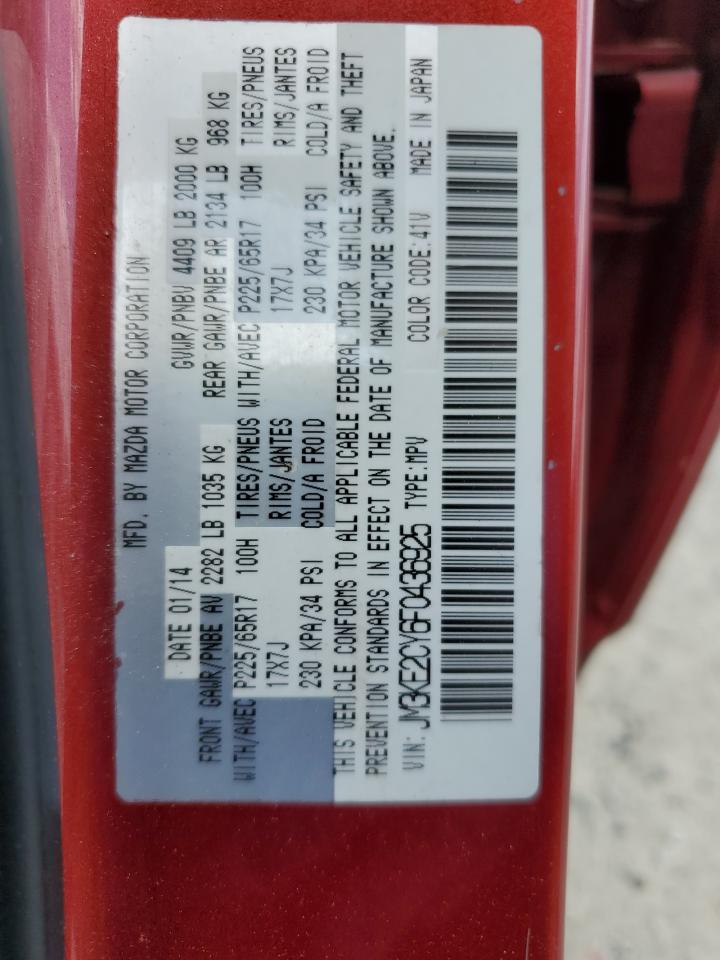 MFD. BY MAZDA MOTOR CORPORATION
DATE 01/14 GVWR/PNBV 4409 LB 2000 KG
FRONT GAWR/PNBE AV 2282 LB 1035 KG REAR GAWR/PNBE AR 2134 LB 968 KG
WITH/AVEC P225/65R17 100H TIRES/PNEUS WITH/AVEC P225/65R17 100H TIRES/PNEUS
17X7J RIMS/JANTES 17X7J RIMS/JANTES
230 KPA/34 PSI COLD/A FROID 230 KPA/34 PSI COLD/A FROID
THIS VEHICLE CONFORMS TO ALL APPLICABLE FEDERAL MOTOR VEHICLE SAFETY AND THEFT
PREVENTION STANDARDS IN EFFECT ON THE DATE OF MANUFACTURE SHOWN ABOVE.
VIN: JM3KE2CY6F0436925 TYPE:MPV COLOR CODE:41V MADE IN JAPAN